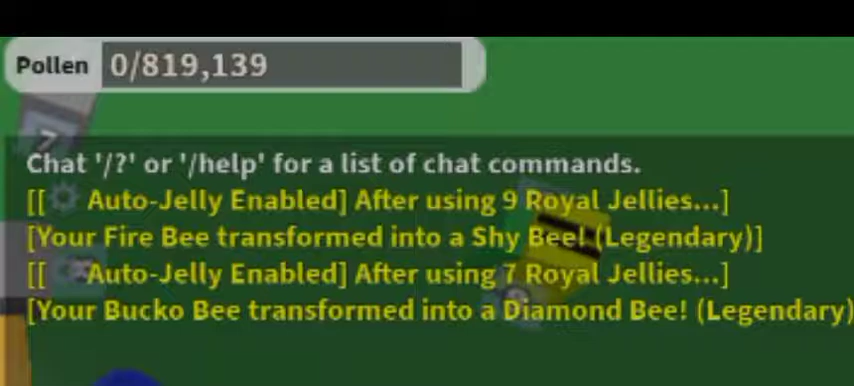 Pollen 0/819,139
7
Chat '/?' or '/help' for a list of chat commands.
[[ Auto-Jelly Enabled] After using 9 Royal Jellies...]
[Your Fire Bee transformed into a Shy Bee! (Legendary)]
[[ Auto-Jelly Enabled] After using 7 Royal Jellies...]
[Your Bucko Bee transformed into a Diamond Bee! (Legendary)